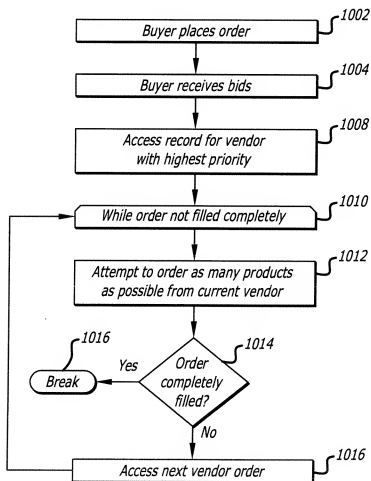 1002
Buyer places order
1004
Buyer receives bids
1008
Access record for vendor
with highest priority
1010
While order not filled completely
1012
Attempt to order as many products
as possible from current vendor
1016
1014
Yes
Order
completely
filled?
Break
No
1016
Access next vendor order